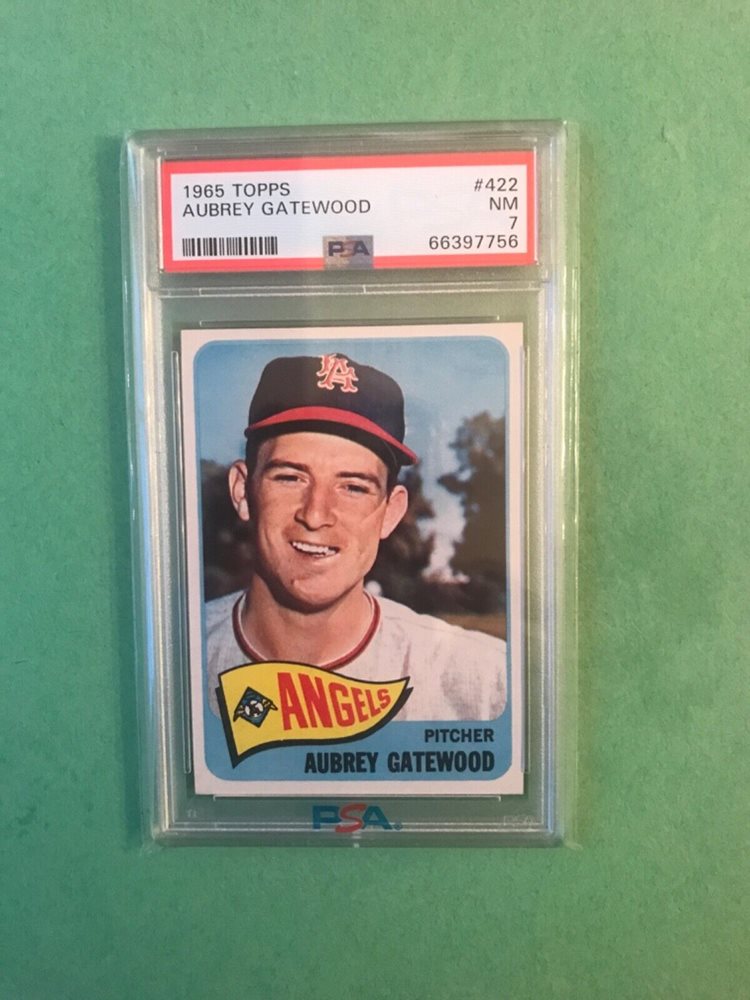 1965 TOPPS #422
AUBREY GATEWOOD NM
7
PSA 66397756
LA
ANGELS
PITCHER
AUBREY GATEWOOD
PSA®